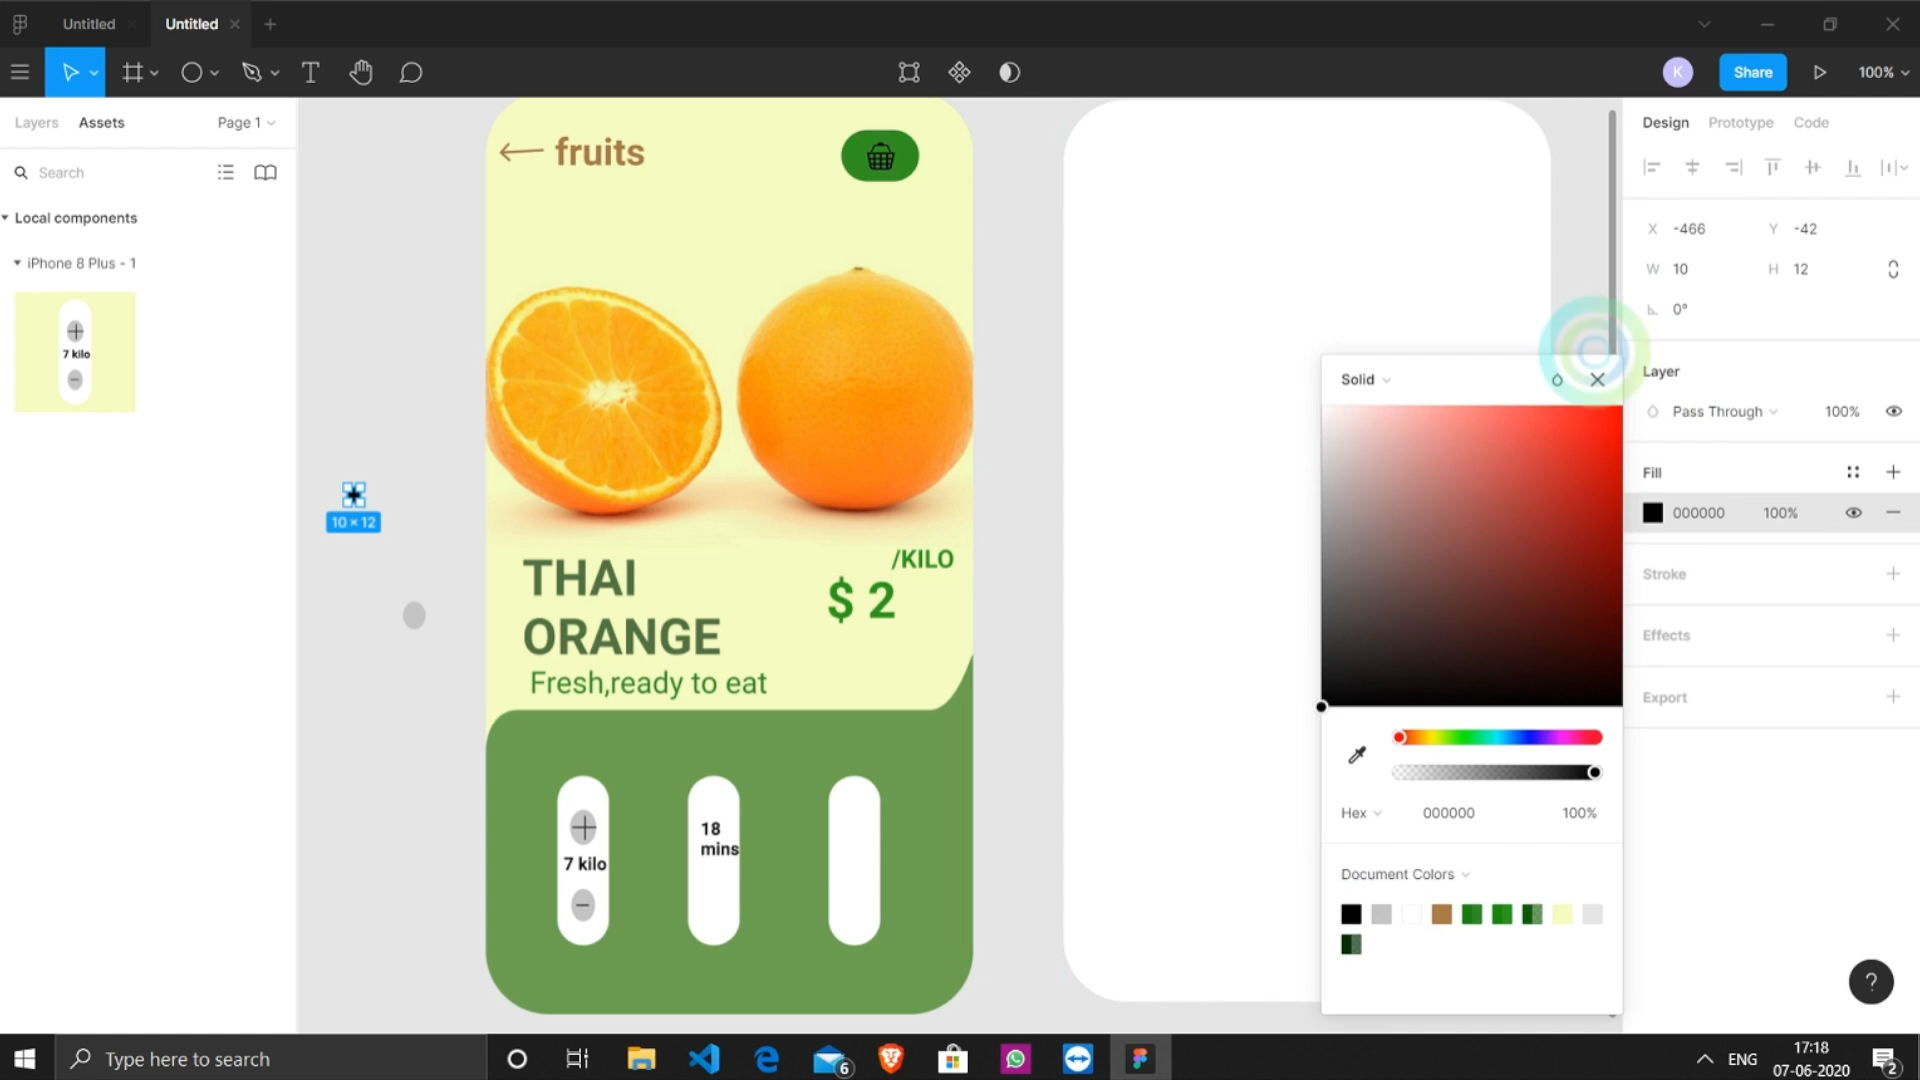 Untitled
Untitled
K
Share
100%
Layers
Assets
Page 1
Search
Local components
iPhone 8 Plus - 1
7 kilo
10 × 12
fruits
/KILO
$ 2
THAI
ORANGE
Fresh,ready to eat
7 kilo
18
mins
Solid
Hex
000000
100%
Document Colors
Design
Prototype
Code
X -466
Y -42
W 10
H 12
0°
Layer
Pass Through
100%
Fill
000000
100%
Stroke
Effects
Export
?
Type here to search
6
ENG
17:18
07-06-2020
2